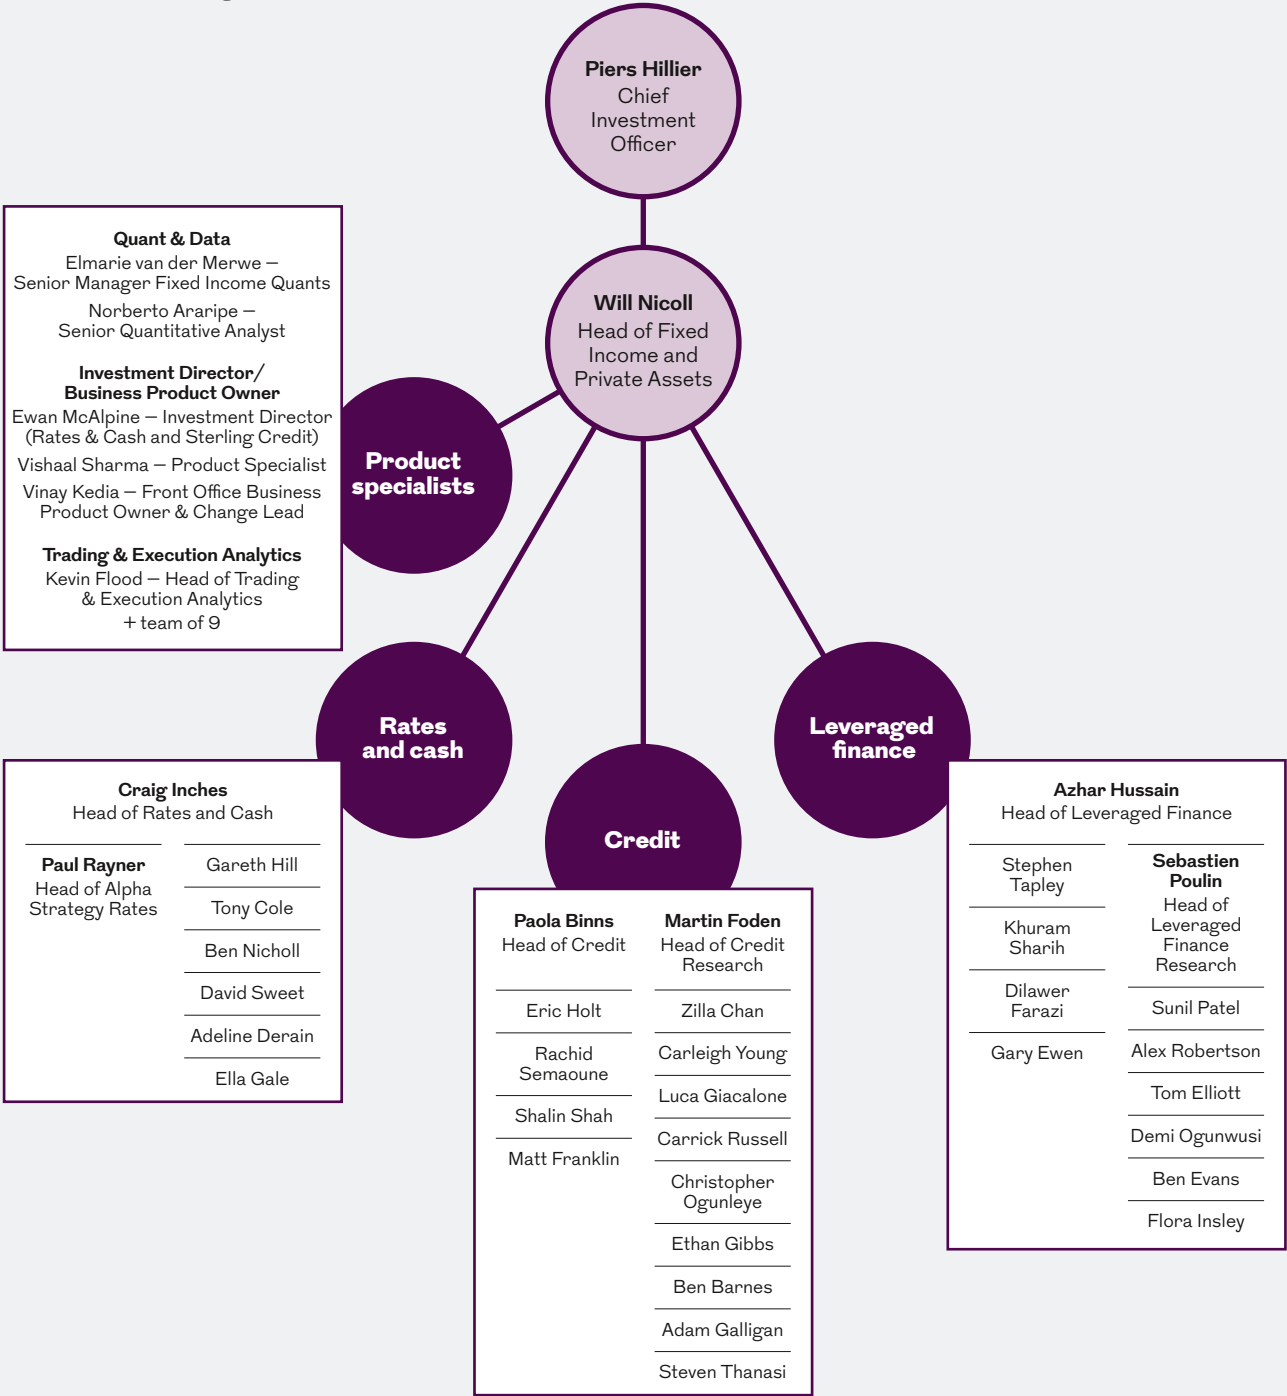 Piers Hillier
Chief
Investment
Officer
Will Nicoll
Head of Fixed
Income and
Private Assets
Quant & Data
Elmarie van der Merwe –
Senior Manager Fixed Income Quants
Norberto Araripe –
Senior Quantitative Analyst
Investment Director/
Business Product Owner
Ewan McAlpine – Investment Director
(Rates & Cash and Sterling Credit)
Vishaal Sharma – Product Specialist
Vinay Kedia – Front Office Business
Product Owner & Change Lead
Trading & Execution Analytics
Kevin Flood – Head of Trading
& Execution Analytics
+ team of 9
Product
specialists
Rates
and cash
Craig Inches
Head of Rates and Cash
Paul Rayner
Head of Alpha
Strategy Rates
Gareth Hill
Tony Cole
Ben Nicholl
David Sweet
Adeline Derain
Ella Gale
Credit
Paola Binns
Head of Credit
Eric Holt
Rachid
Semaoune
Shalin Shah
Matt Franklin
Martin Foden
Head of Credit
Research
Zilla Chan
Carleigh Young
Luca Giacalone
Carrick Russell
Christopher
Ogunleye
Ethan Gibbs
Ben Barnes
Adam Galligan
Steven Thanasi
Leveraged
finance
Azhar Hussain
Head of Leveraged Finance
Stephen
Tapley
Khuram
Sharih
Dilawer
Farazi
Gary Ewen
Sebastien
Poulin
Head of
Leveraged
Finance
Research
Sunil Patel
Alex Robertson
Tom Elliott
Demi Ogunwusi
Ben Evans
Flora Insley